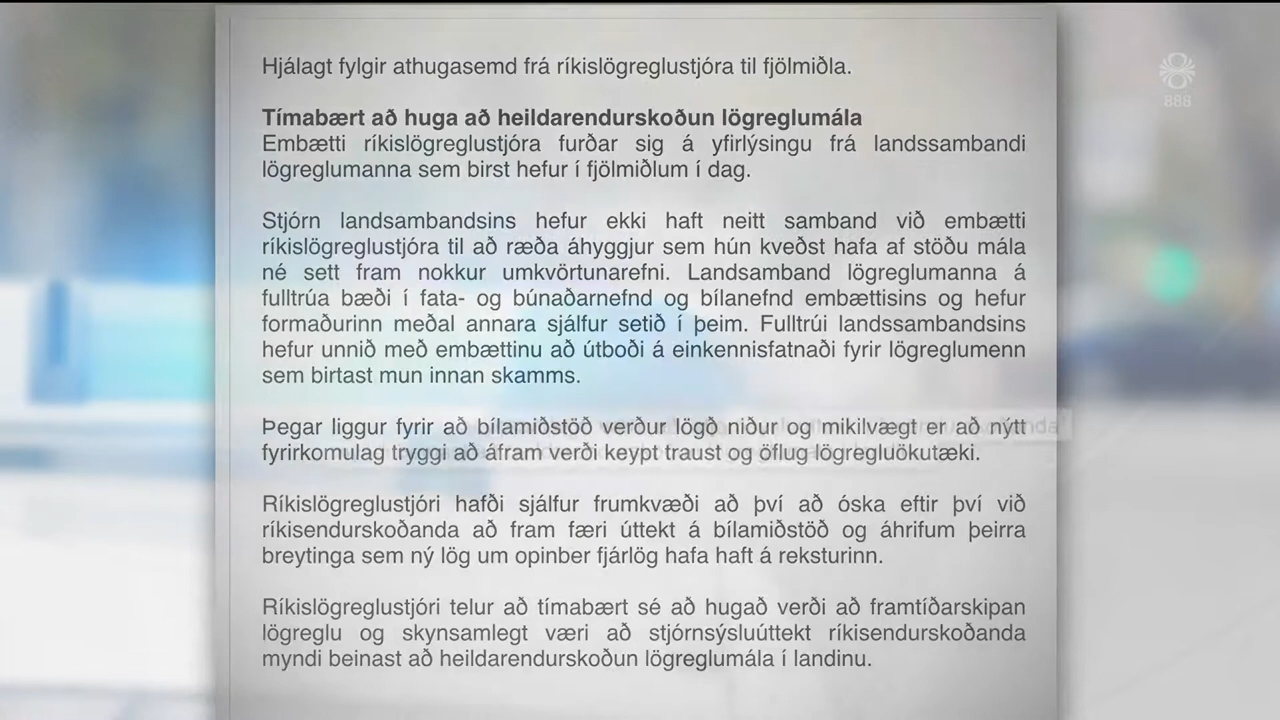 Hjálagt fylgir athugasemd frá ríkislögreglustjóra til fjölmiðla.
Tímabært að huga að heildarendurskoðun lögreglumála
Embætti ríkislögreglustjóra furðar sig á yfirlýsingu frá landssambandi
lögreglumanna sem birst hefur í fjölmiðlum í dag.
Stjórn landsambandsins hefur ekki haft neitt samband við embætti
ríkislögreglustjóra til að ræða áhyggjur sem hún kveðst hafa af stöðu mála
né sett fram nokkur umkvörtunarefni. Landsamband lögreglumanna á
fulltrúa bæði í fata- og búnaðarnefnd og bílanefnd embættisins og hefur
formaðurinn meðal annara sjálfur setið í þeim. Fulltrúi landssambandsins
hefur unnið með embættinu að útboði á einkennisfatnaði fyrir lögreglumenn
sem birtast mun innan skamms.
Þegar liggur fyrir að bílamiðstöð verður lögð niður og mikilvægt er að nýtt
fyrirkomulag tryggi að áfram verði keypt traust og öflug lögregluökutæki.
Ríkislögreglustjóri hafði sjálfur frumkvæði að því að óska eftir því við
ríkisendurskoðanda að fram færi úttekt á bílamiðstöð og áhrifum þeirra
breytinga sem ný lög um opinber fjárlög hafa haft á reksturinn.
Ríkislögreglustjóri telur að tímabært sé að hugað verði að framtíðarskipan
lögreglu og skynsamlegt væri að stjórnsýsluúttekt ríkisendurskoðanda
myndi beinast að heildarendurskoðun lögreglumála í landinu.
888